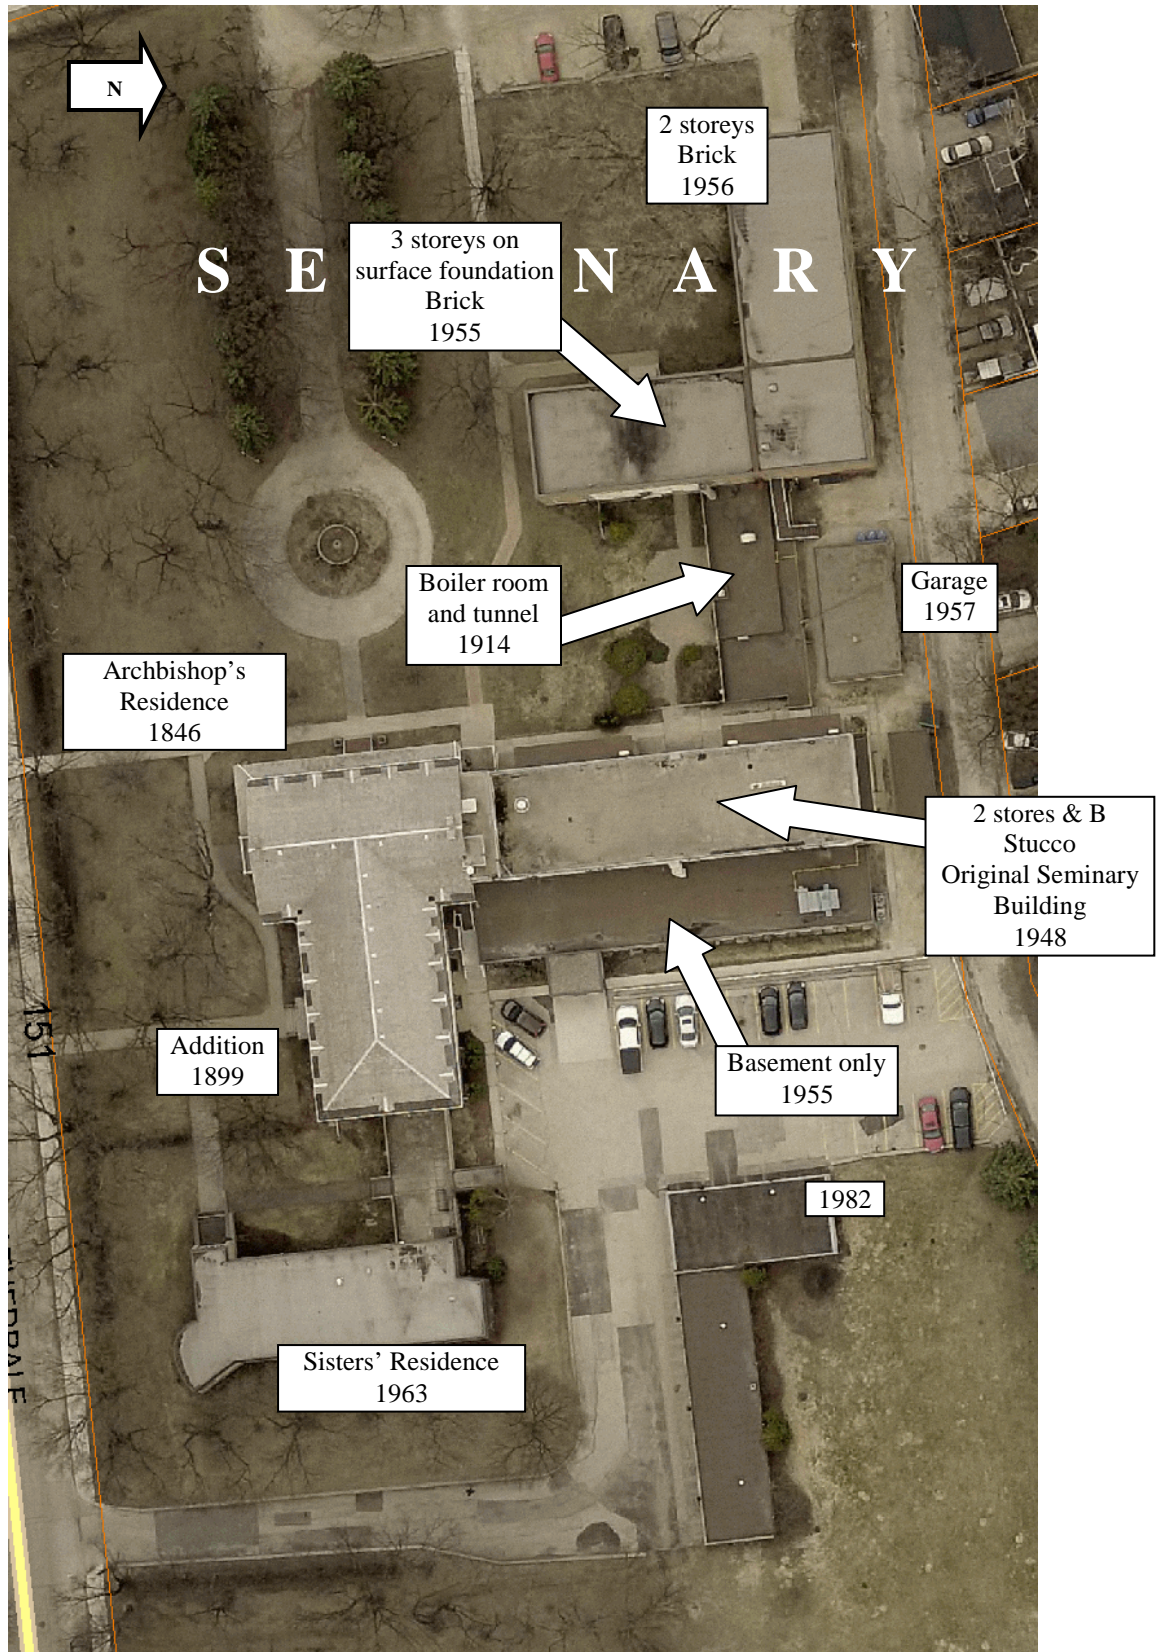 N
2 storeys
Brick
1956
3 storeys on
surface foundation
Brick
1955
S E N A R Y
Boiler room
and tunnel
1914
Garage
1957
Archbishop's
Residence
1846
2 stores & B
Stucco
Original Seminary
Building
1948
151
Addition
1899
Basement only
1955
1982
Sisters' Residence
1963